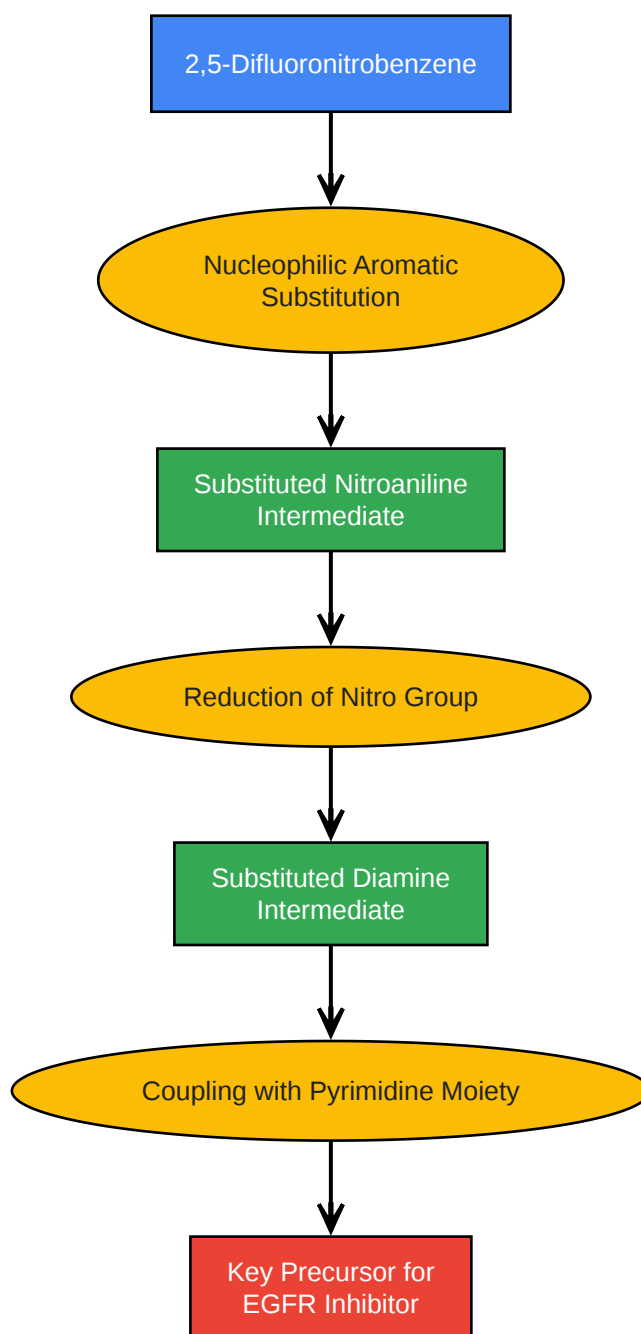 2,5-Difluoronitrobenzene
Nucleophilic Aromatic
Substitution
Substituted Nitroaniline
Intermediate
Reduction of Nitro Group
Substituted Diamine
Intermediate
Coupling with Pyrimidine Moiety
Key Precursor for
EGFR Inhibitor